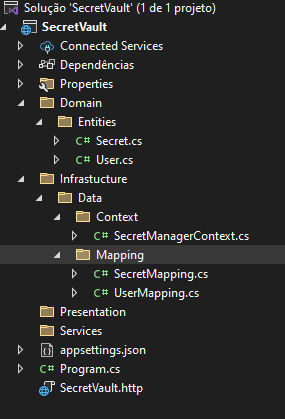 Solução 'SecretVault' (1 de 1 projeto)
SecretVault
Connected Services
Dependências
Properties
Domain
Entities
C# Secret.cs
C# User.cs
Infrastucture
Data
Context
C# SecretManagerContext.cs
Mapping
C# SecretMapping.cs
C# UserMapping.cs
Presentation
Services
appsettings.json
C# Program.cs
SecretVault.http